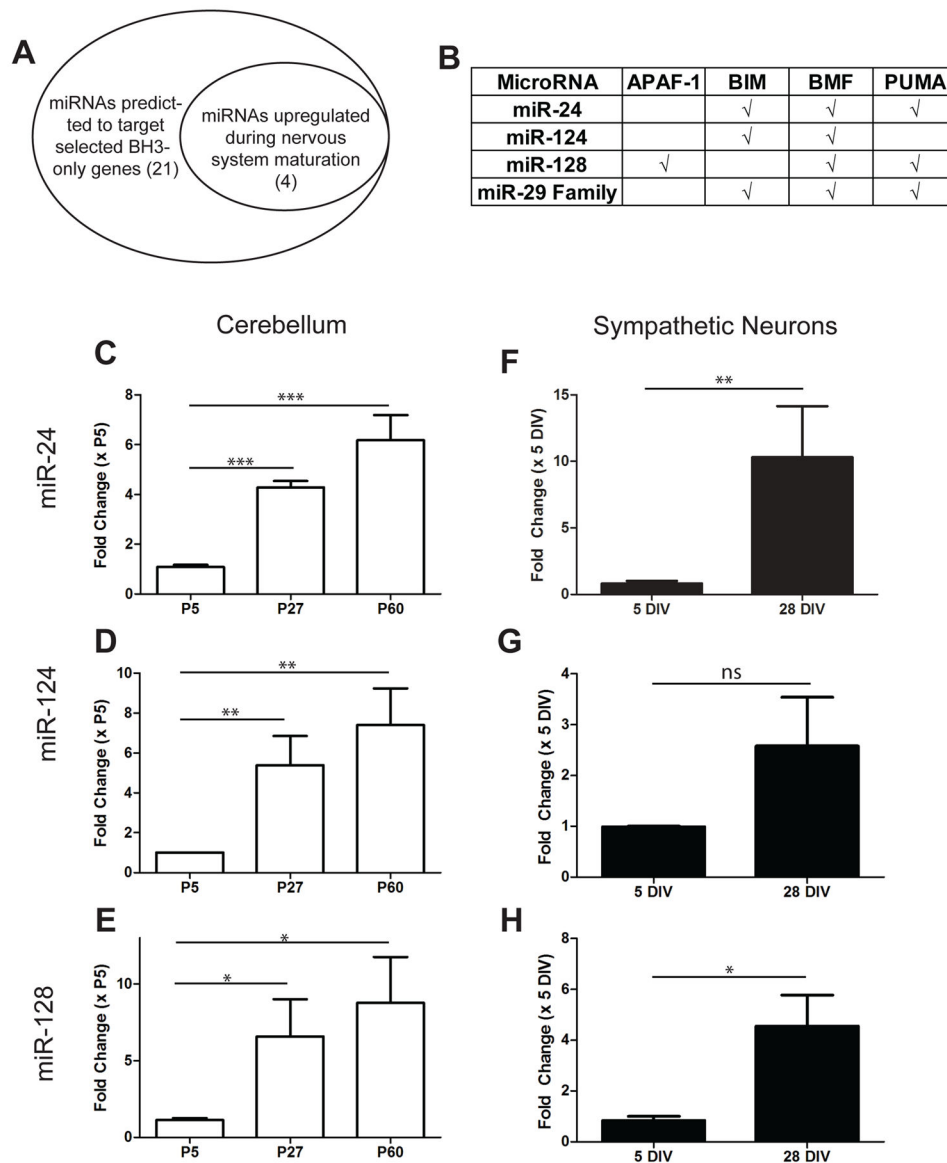 A
miRNAs predict-
ted to target
selected BH3-
only genes (21)
miRNAs upregulated
during nervous
system maturation
(4)
B
MicroRNA APAF-1 BIM BMF PUMA
miR-24 √ √ √
miR-124 √ √
miR-128 √ √ √
miR-29 Family √ √ √
Cerebellum
Sympathetic Neurons
miR-24
C
Fold Change (x P5)
8
6
4
2
0
***
***
P5 P27 P60
F
Fold Change (x 5 DIV)
15
10
5
0
**
5 DIV 28 DIV
miR-124
D
Fold Change (x P5)
10
8
6
4
2
0
**
**
P5 P27 P60
G
Fold Change (x 5 DIV)
4
3
2
1
0
ns
5 DIV 28 DIV
miR-128
E
Fold Change (x P5)
10
5
0
*
*
P5 P27 P60
H
Fold Change (x 5 DIV)
8
6
4
2
0
*
5 DIV 28 DIV